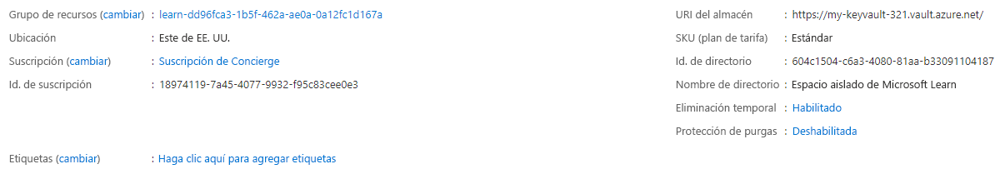 Grupo de recursos (cambiar) : learn-dd96fca3-1b5f-462a-ae0a-0a12fc1d167a
Ubicación : Este de EE. UU.
Suscripción (cambiar) : Suscripción de Concierge
Id. de suscripción : 18974119-7a45-4077-9932-f95c83cee0e3
Etiquetas (cambiar) : Haga clic aquí para agregar etiquetas
URI del almacén : https://my-keyvault-321.vault.azure.net/
SKU (plan de tarifa) : Estándar
Id. de directorio : 604c1504-c6a3-4080-81aa-b33091104187
Nombre de directorio : Espacio aislado de Microsoft Learn
Eliminación temporal : Habilitado
Protección de purgas : Deshabilitada